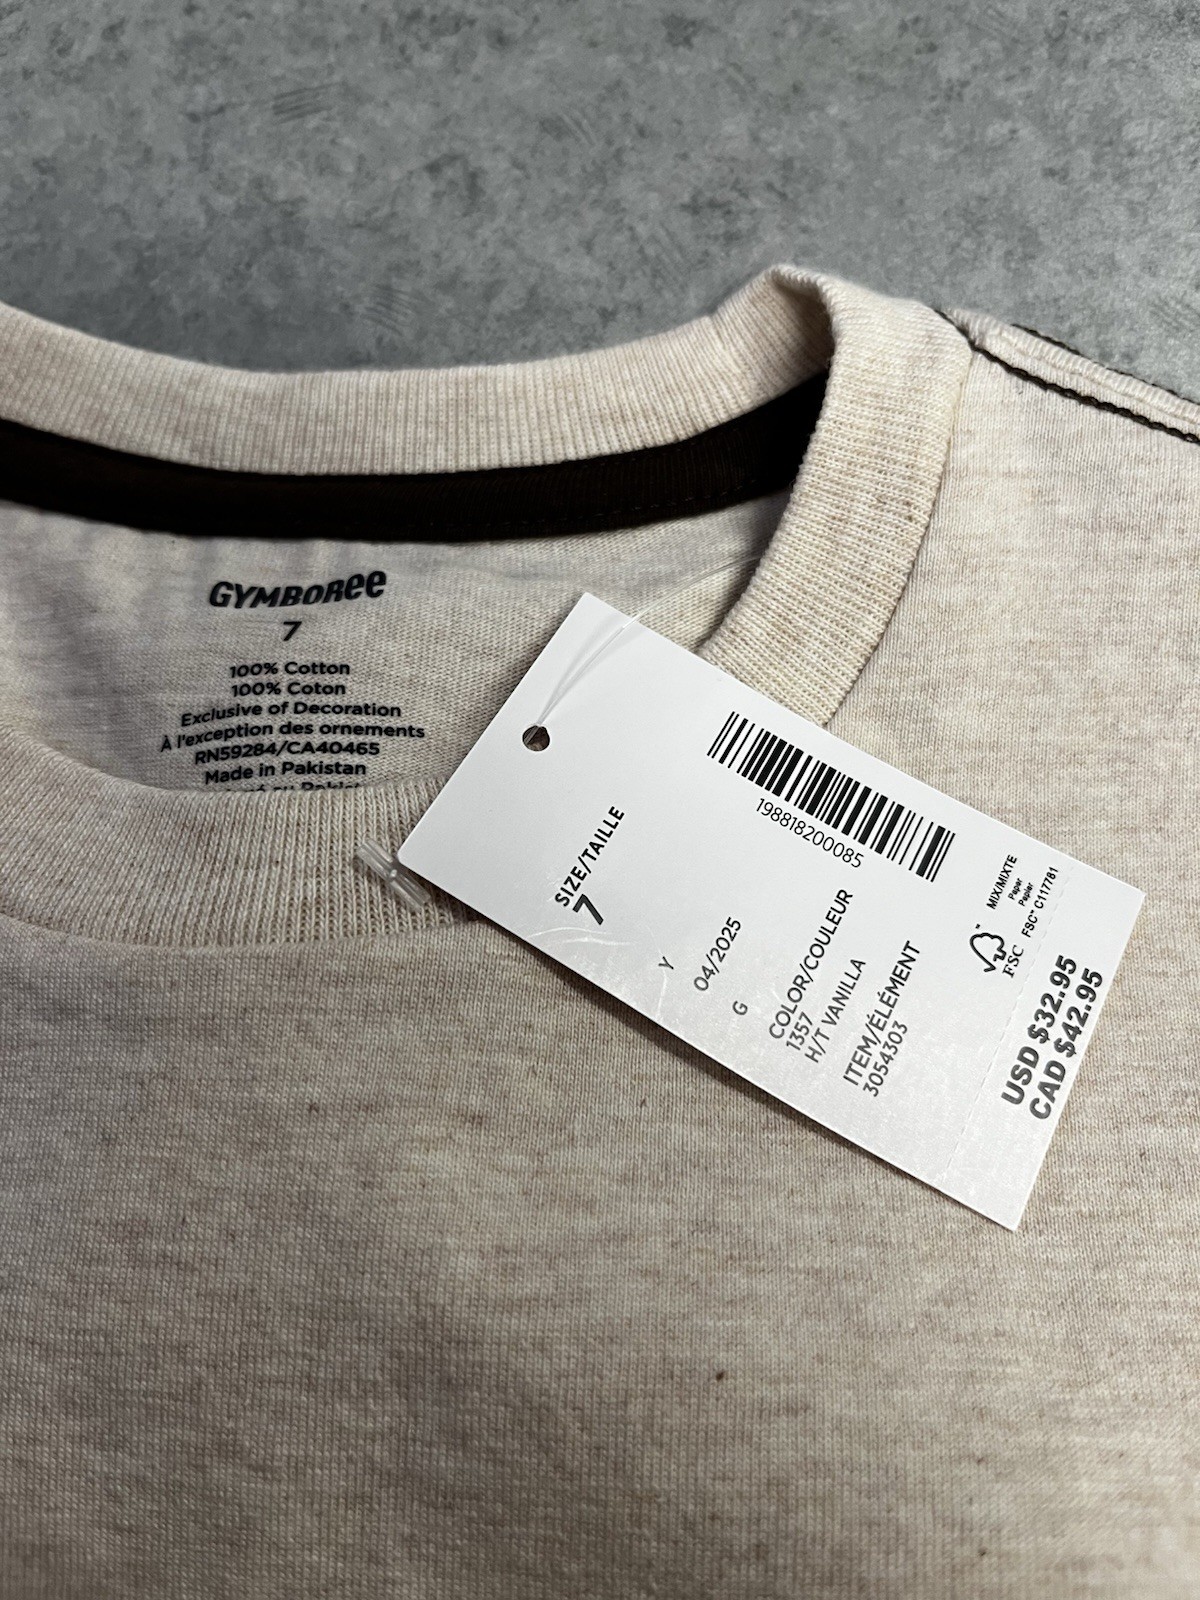 GYMBOREE
7
100% Cotton
100% Coton
Exclusive of Decoration
À l'exception des ornements
RN59284/CA40465
Made in Pakistan
198818200085
SIZE/TAILLE
7
Y
04/2025
G
COLOR/COULEUR
1357
H/T VANILLA
ITEM/ÉLÉMENT
3054303
FSC
MIX/MIXTE
Paper
Papier
FSC™ C117781
USD $32.95
CAD $42.95